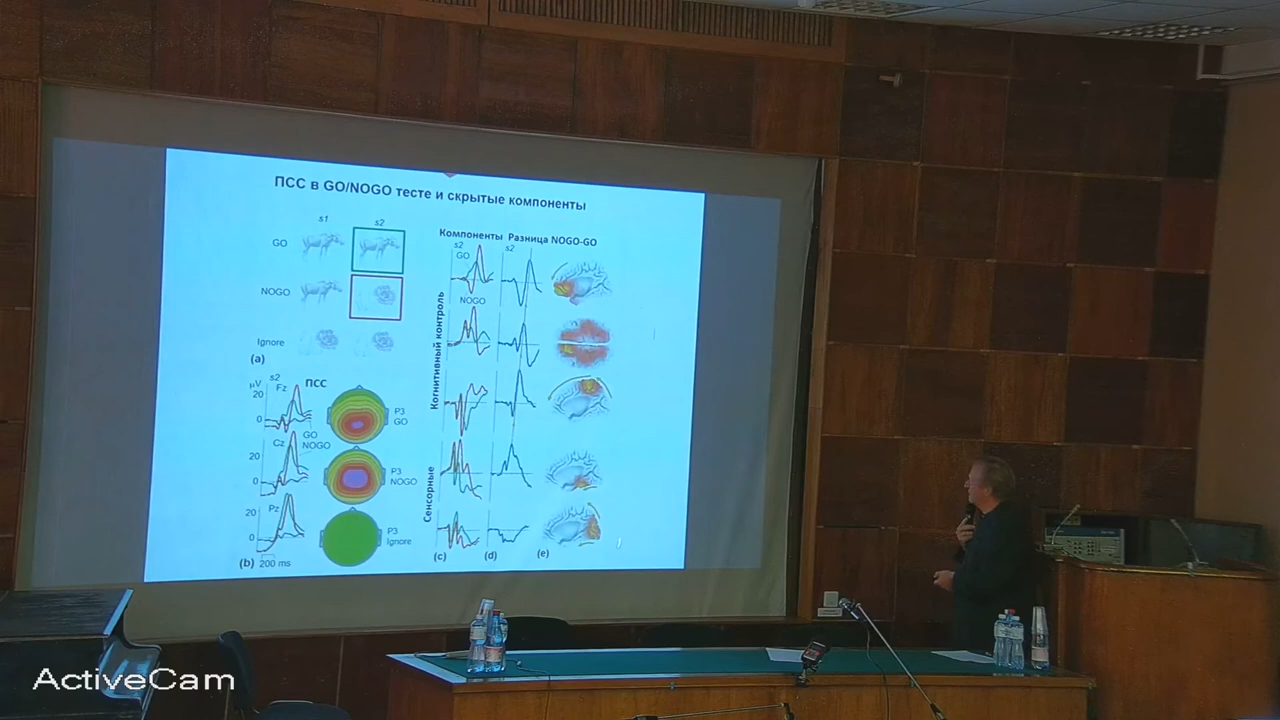 ПСС в GO/NOGO тесте и скрытые компоненты
s1 s2
GO
NOGO
Ignore
(a)
µV
s2
20
Fz
ПСС
0
P3
GO
GO
NOGO
Cz
20
0
P3
NOGO
Pz
20
0
P3
Ignore
(b) 200 ms
Компоненты Разница NOGO-GO
s2 s2
GO
NOGO
Когнитивный контроль
Сенсорные
(c) (d) (e)
ActiveCam